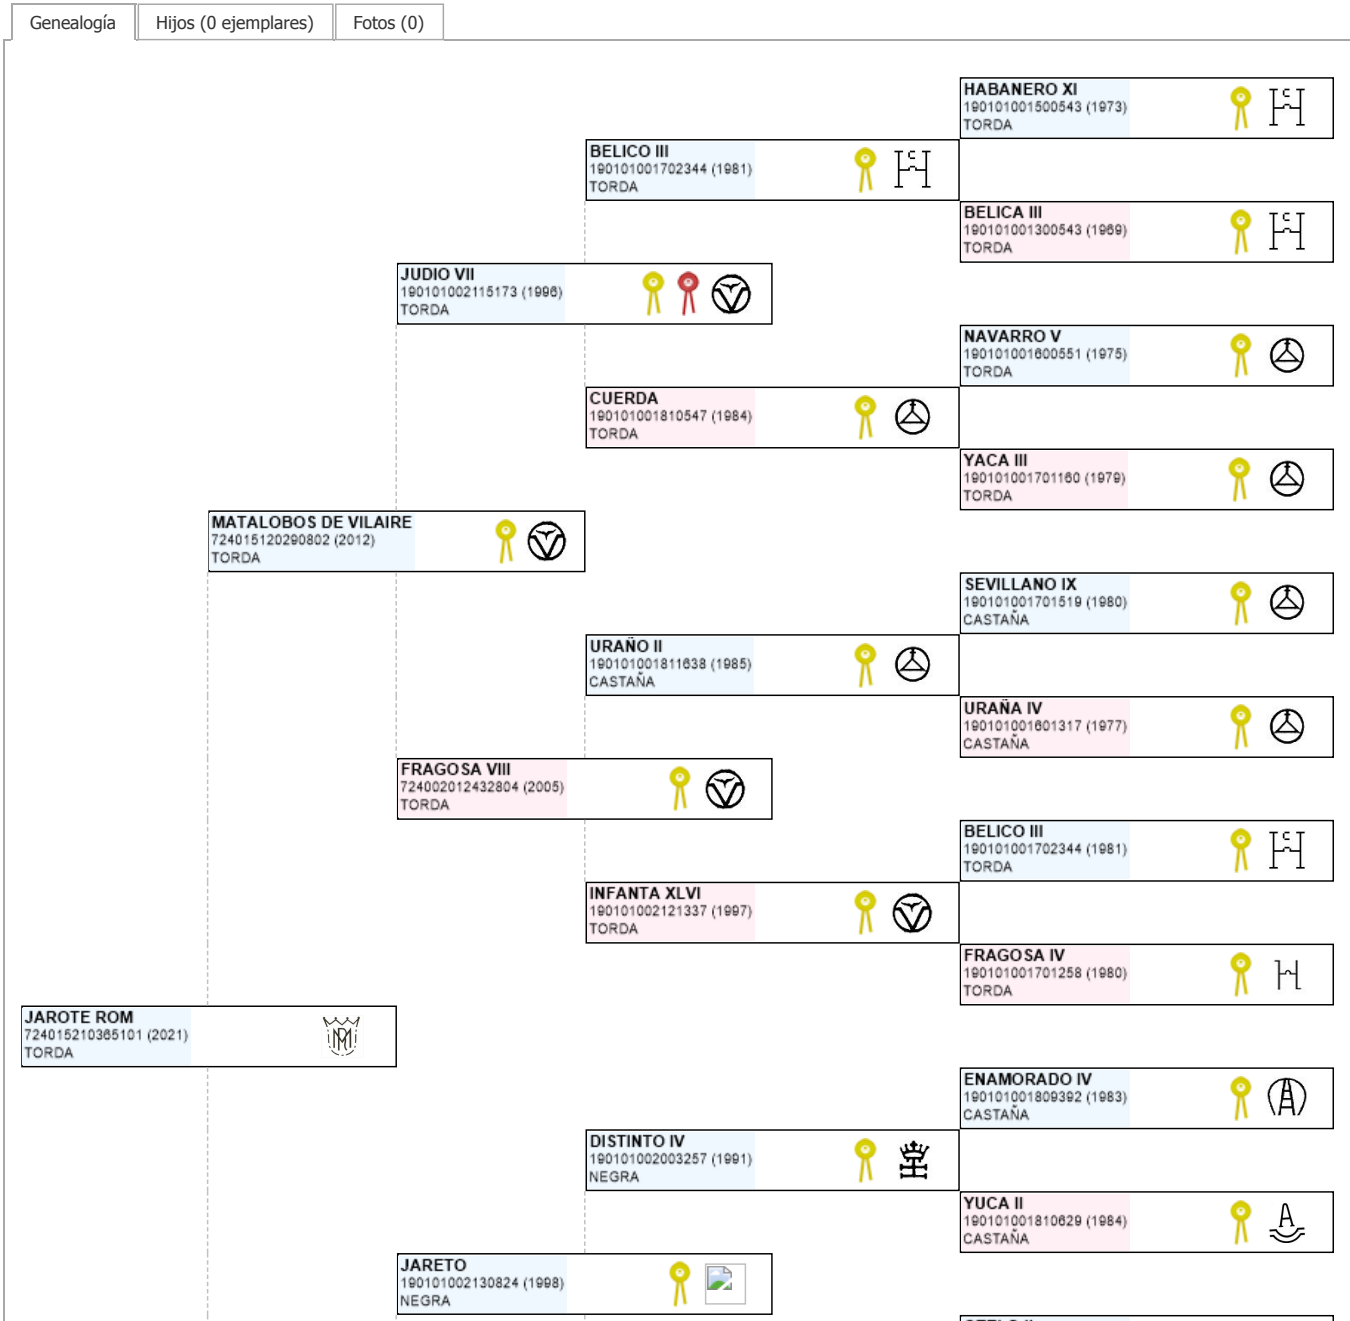 Genealogía
Hijos (0 ejemplares)
Fotos (0)
HABANERO XI
190101001500543 (1973)
TORDA
BELICO III
190101001702344 (1981)
TORDA
BELICA III
190101001300543 (1969)
TORDA
JUDIO VII
190101002115173 (1996)
TORDA
NAVARRO V
190101001600551 (1975)
TORDA
CUERDA
190101001810547 (1984)
TORDA
YACA III
190101001701160 (1979)
TORDA
MATALOBOS DE VILAIRE
724015120290802 (2012)
TORDA
SEVILLANO IX
190101001701519 (1980)
CASTAÑA
URAÑO II
190101001811638 (1985)
CASTAÑA
URAÑA IV
190101001601317 (1977)
CASTAÑA
FRAGOSA VIII
724002012432804 (2005)
TORDA
BELICO III
190101001702344 (1981)
TORDA
INFANTA XLVI
190101002121337 (1997)
TORDA
FRAGOSA IV
190101001701258 (1980)
TORDA
JAROTE ROM
724015210365101 (2021)
TORDA
ENAMORADO IV
190101001809392 (1983)
CASTAÑA
DISTINTO IV
190101002003257 (1991)
NEGRA
YUCA II
190101001810629 (1984)
CASTAÑA
JARETO
190101002130824 (1998)
NEGRA